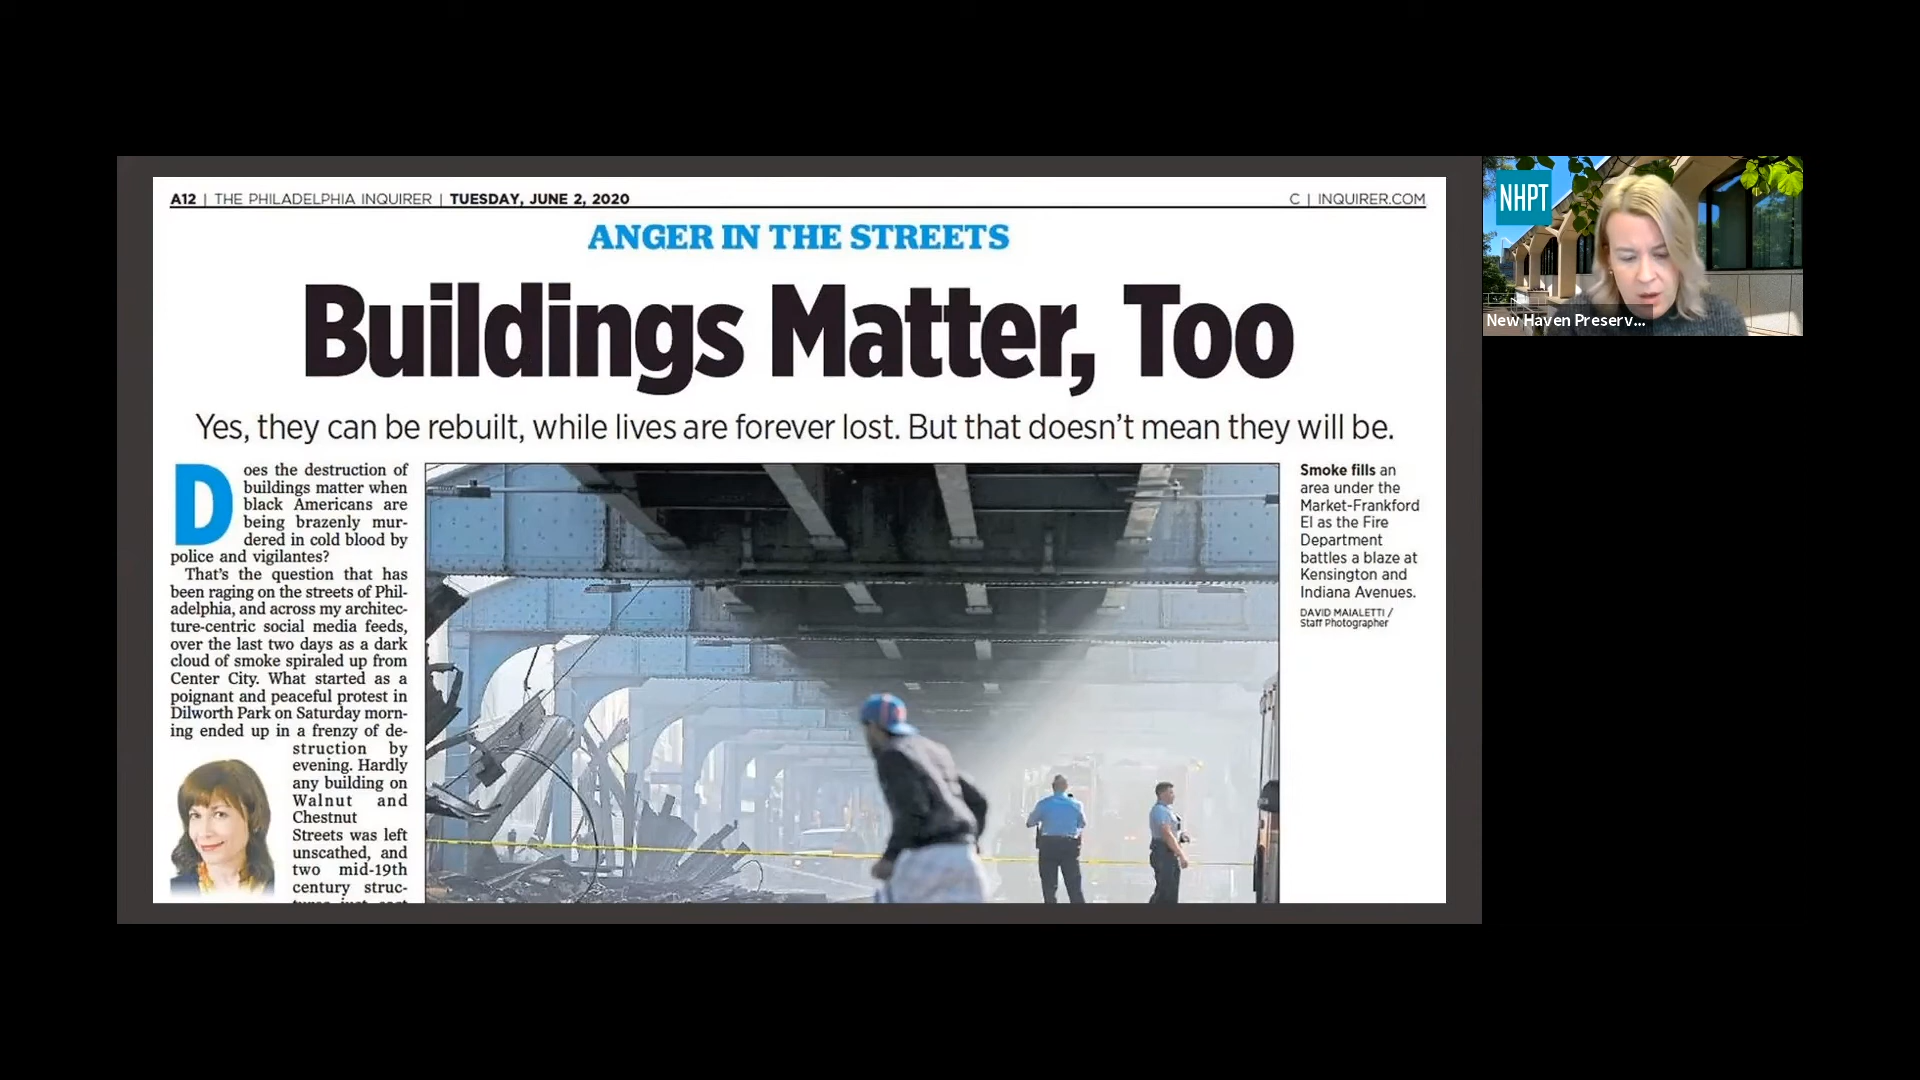 A12 | THE PHILADELPHIA INQUIRER | TUESDAY, JUNE 2, 2020
C | INQUIRER.COM
ANGER IN THE STREETS
Buildings Matter, Too
Yes, they can be rebuilt, while lives are forever lost. But that doesn't mean they will be.
Does the destruction of
buildings matter when
black Americans are
being brazenly mur-
dered in cold blood by
police and vigilantes?
That's the question that has
been raging on the streets of Phil-
adelphia, and across my architec-
ture-centric social media feeds,
over the last two days as a dark
cloud of smoke spiraled up from
Center City. What started as a
poignant and peaceful protest in
Dilworth Park on Saturday morn-
ing ended up in a frenzy of de-
struction by
evening. Hardly
any building on
Walnut and
Chestnut
Streets was left
unscathed, and
two mid-19th
century struc-
Smoke fills an
area under the
Market-Frankford
El as the Fire
Department
battles a blaze at
Kensington and
Indiana Avenues.
DAVID MAIALETTI /
Staff Photographer
NHPT
New Haven Preserv...